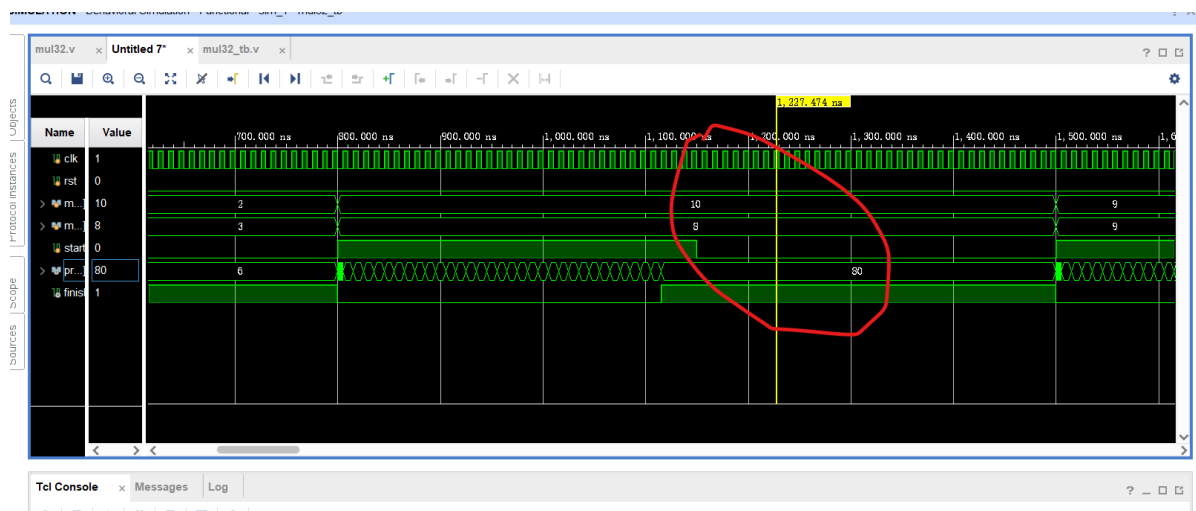 mul32.v × Untitled 7* × mul32_tb.v ×
1,227.474 ns
Name Value
700.000 ns 800.000 ns 900.000 ns 1,000.000 ns 1,100.000 ns 1,200.000 ns 1,300.000 ns 1,400.000 ns 1,500.000 ns
clk 1
rst 0
m...] 10 2 10 9
m...] 8 3 8 9
start 0
pr...] 80 6 80
finish 1
Objects
Protocol Instances
Scope
Sources
Tcl Console × Messages Log